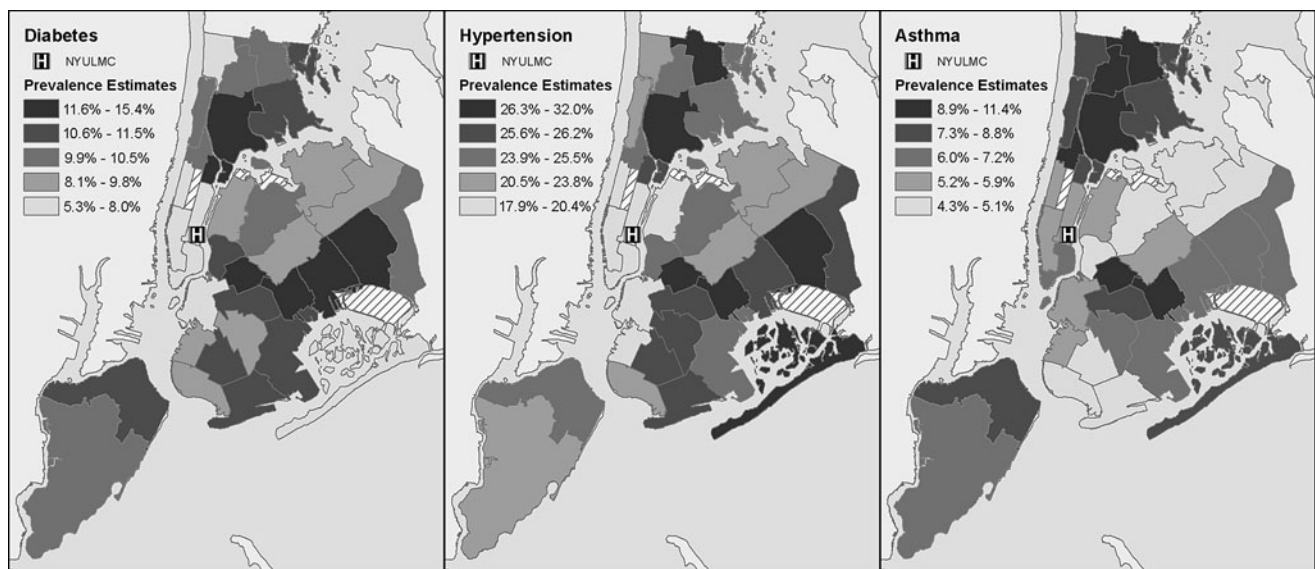 Diabetes
H NYULMC
Prevalence Estimates
11.6% - 15.4%
10.6% - 11.5%
9.9% - 10.5%
8.1% - 9.8%
5.3% - 8.0%
H
Hypertension
H NYULMC
Prevalence Estimates
26.3% - 32.0%
25.6% - 26.2%
23.9% - 25.5%
20.5% - 23.8%
17.9% - 20.4%
H
Asthma
H NYULMC
Prevalence Estimates
8.9% - 11.4%
7.3% - 8.8%
6.0% - 7.2%
5.2% - 5.9%
4.3% - 5.1%
H